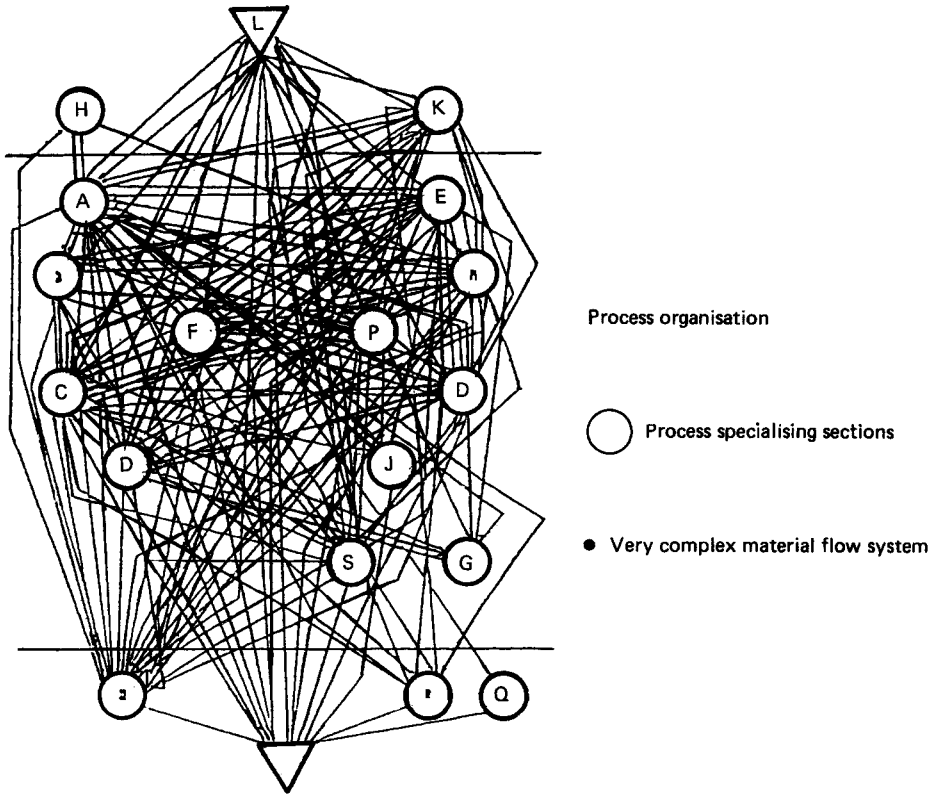 L
H
K
A
E
F
P
C
D
D
J
S
G
Q
Process organisation
Process specialising sections
Very complex material flow system